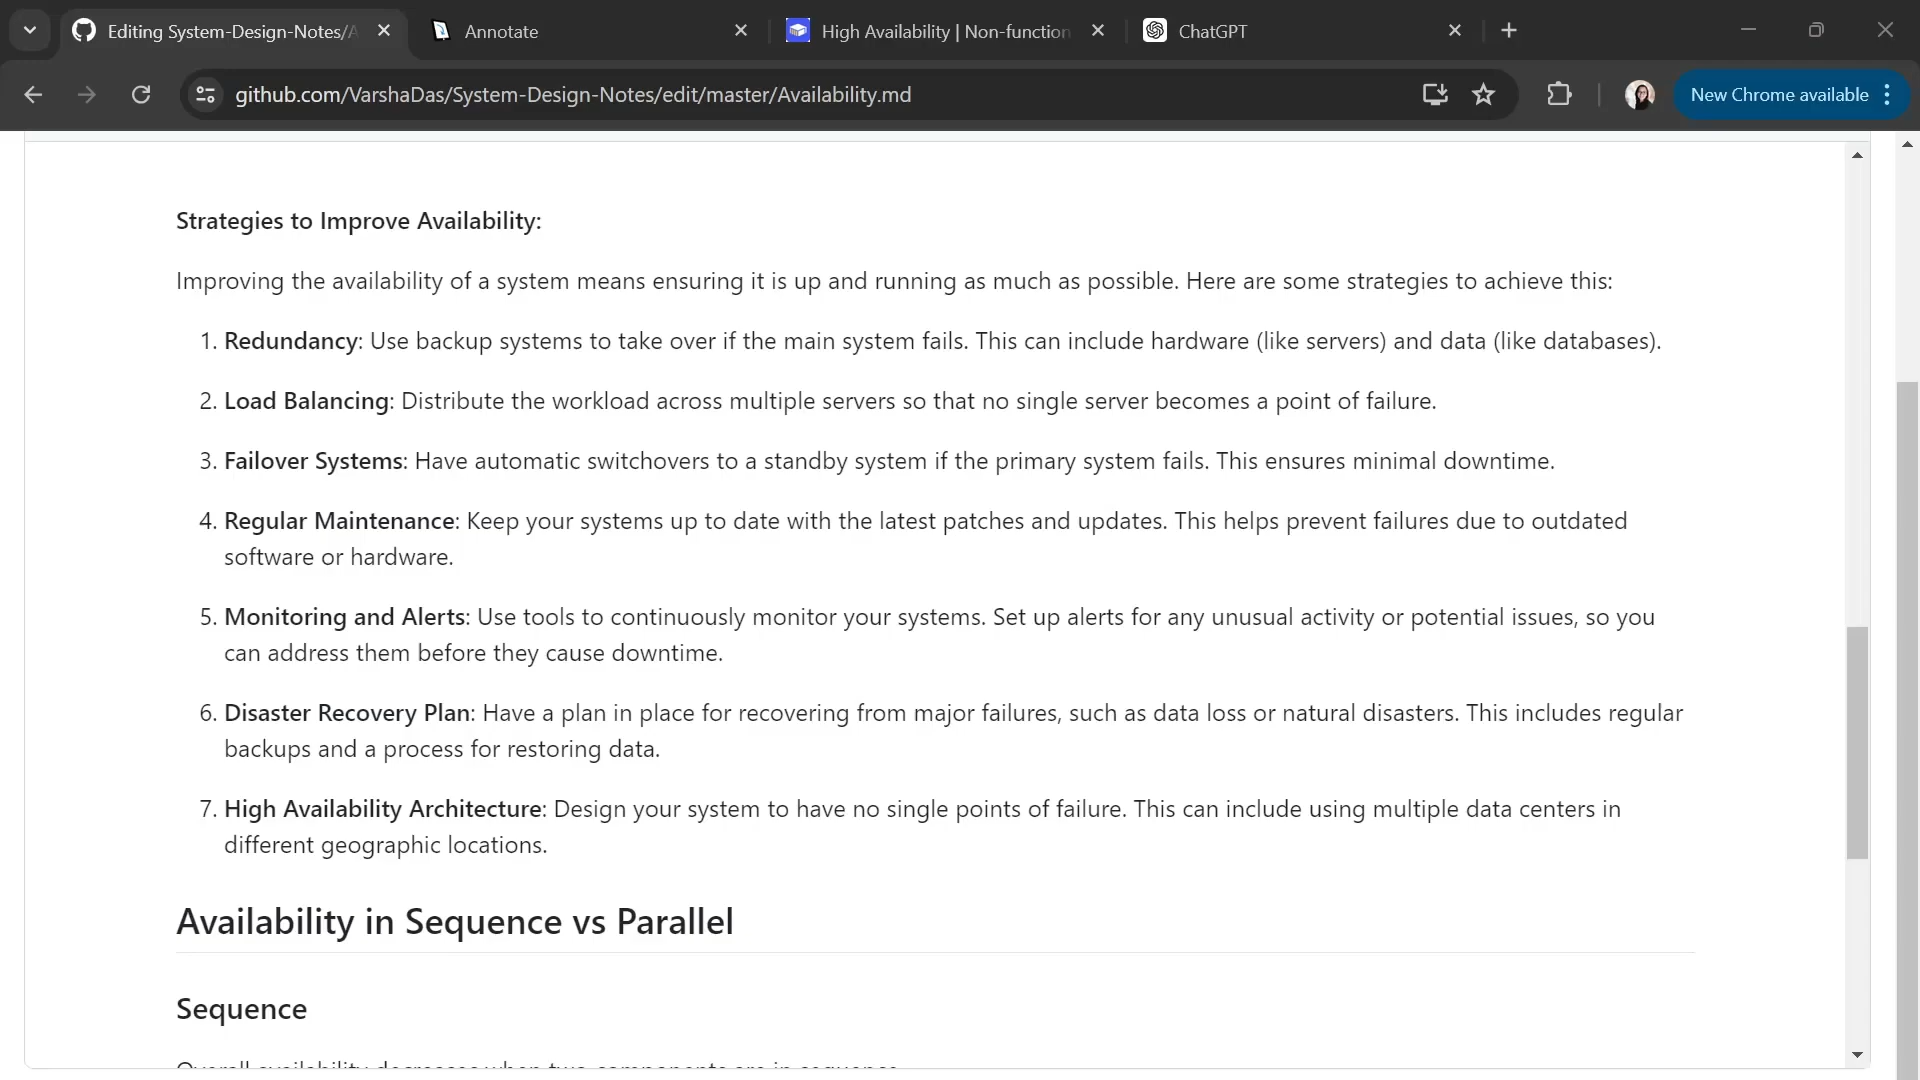 Editing System-Design-Notes/A
Annotate
High Availability | Non-function
ChatGPT
github.com/VarshaDas/System-Design-Notes/edit/master/Availability.md
New Chrome available
Strategies to Improve Availability:
Improving the availability of a system means ensuring it is up and running as much as possible. Here are some strategies to achieve this:
1. Redundancy: Use backup systems to take over if the main system fails. This can include hardware (like servers) and data (like databases).
2. Load Balancing: Distribute the workload across multiple servers so that no single server becomes a point of failure.
3. Failover Systems: Have automatic switchovers to a standby system if the primary system fails. This ensures minimal downtime.
4. Regular Maintenance: Keep your systems up to date with the latest patches and updates. This helps prevent failures due to outdated
software or hardware.
5. Monitoring and Alerts: Use tools to continuously monitor your systems. Set up alerts for any unusual activity or potential issues, so you
can address them before they cause downtime.
6. Disaster Recovery Plan: Have a plan in place for recovering from major failures, such as data loss or natural disasters. This includes regular
backups and a process for restoring data.
7. High Availability Architecture: Design your system to have no single points of failure. This can include using multiple data centers in
different geographic locations.
Availability in Sequence vs Parallel
Sequence
Overall availability decreases when two components are in sequence